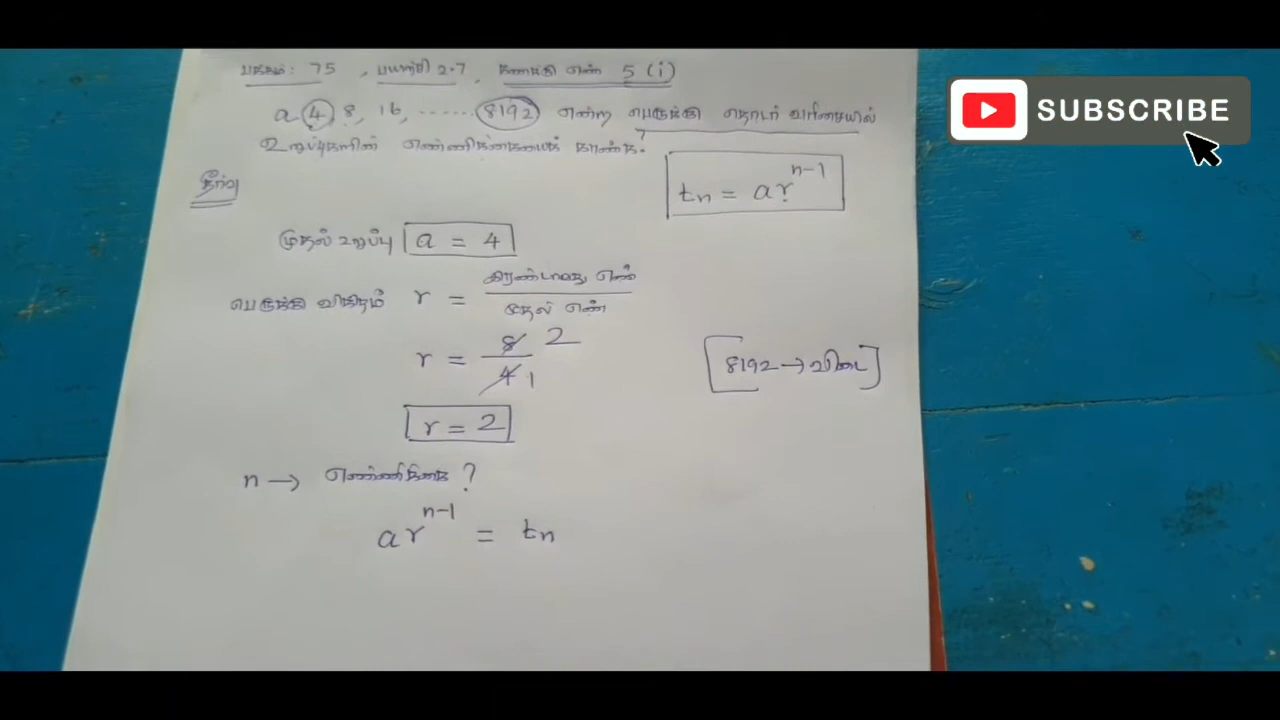 பக்கம்: 75 , பயிற்சி 2.7, கணக்கு எண் 5 (i)
SUBSCRIBE
a 4 8, 16, ...... 8192 என்ற பெருக்கு தொடர் வரிசையில்
உறுப்புகளின் எண்ணிக்கையைக் காண்க.?
தீர்வு
tn = ar^n-1
முதல் உறுப்பு a = 4
பெருக்கு விகிதம் r = இரண்டாமது எண் / முதல் எண்
r = 8 / 4 2 1
[8192 → விடை]
r = 2
n → எண்ணிக்கை ?
ar^n-1 = tn